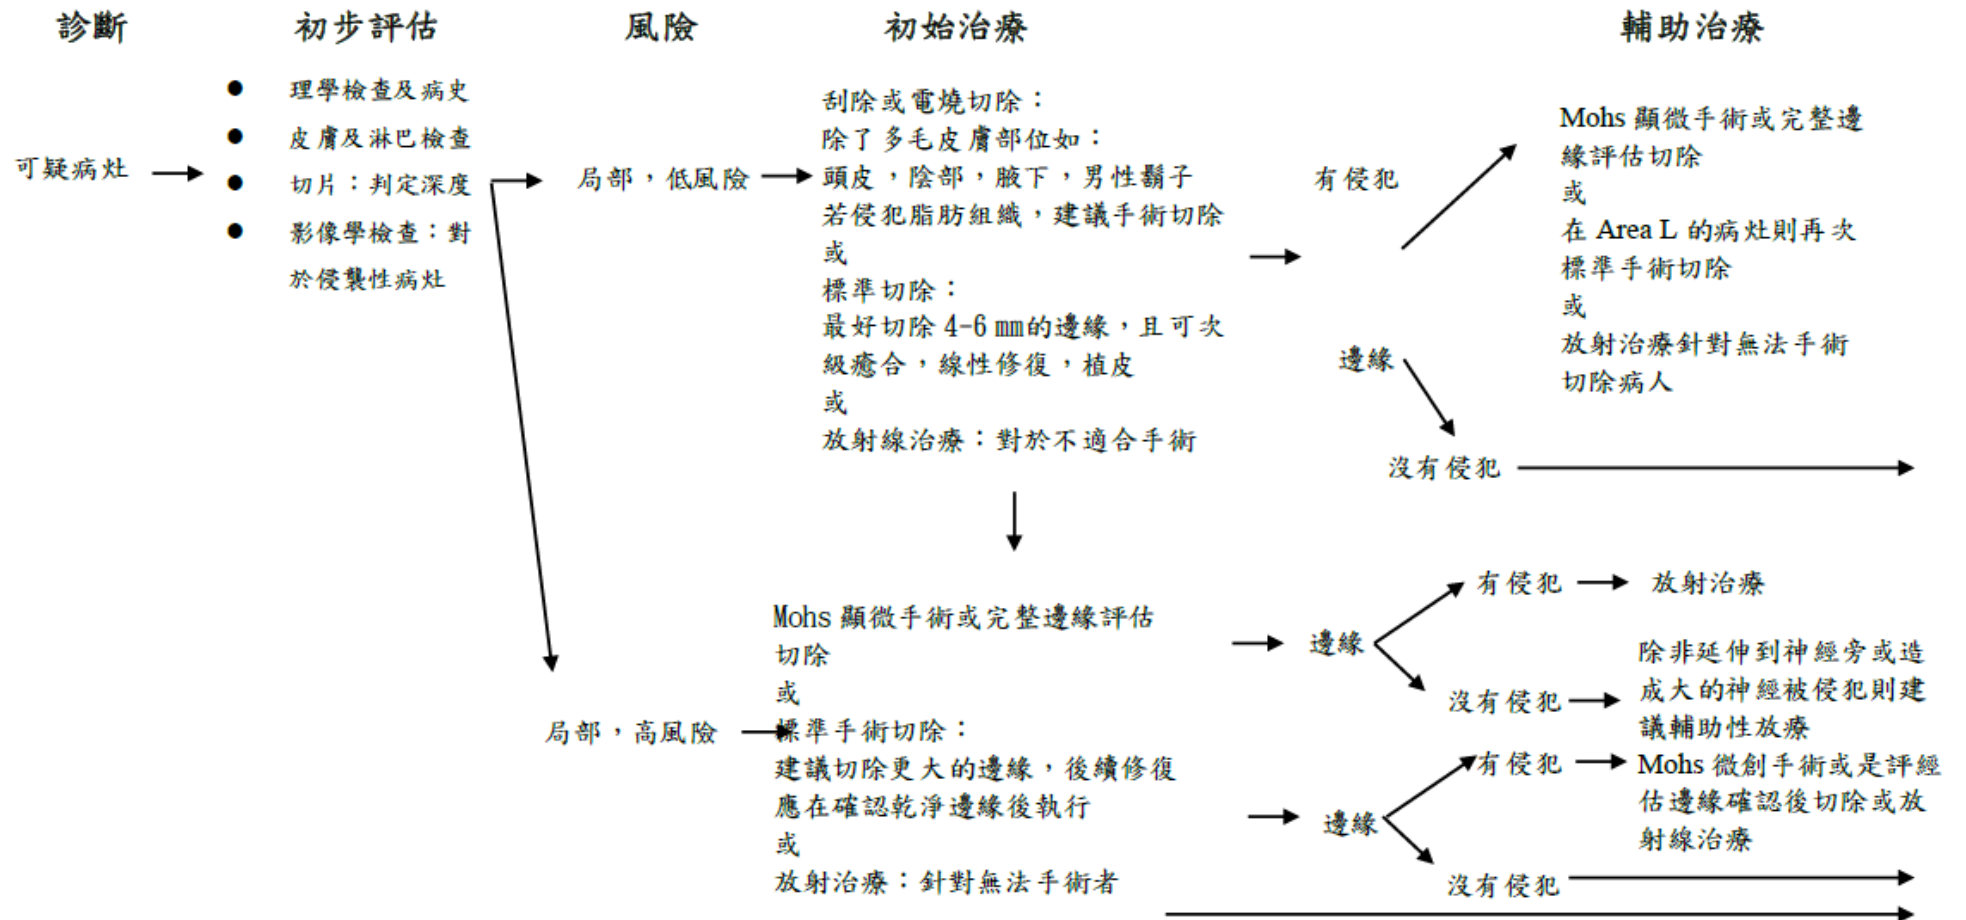 診斷
初步評估
風險
初始治療
輔助治療
可疑病灶
● 理學檢查及病史
● 皮膚及淋巴檢查
● 切片：判定深度
● 影像學檢查：對
於侵襲性病灶
局部，低風險
刮除或電燒切除：
除了多毛皮膚部位如：
頭皮，陰部，腋下，男性鬍子
若侵犯脂肪組織，建議手術切除
或
標準切除：
最好切除 4-6 mm的邊緣，且可次
級癒合，線性修復，植皮
或
放射線治療：對於不適合手術
邊緣
有侵犯
Mohs 顯微手術或完整邊
緣評估切除
或
在 Area L 的病灶則再次
標準手術切除
或
放射治療針對無法手術
切除病人
沒有侵犯
局部，高風險
Mohs 顯微手術或完整邊緣評估
切除
或
標準手術切除：
建議切除更大的邊緣，後續修復
應在確認乾淨邊緣後執行
或
放射治療：針對無法手術者
邊緣
有侵犯
放射治療
沒有侵犯
除非延伸到神經旁或造
成大的神經被侵犯則建
議輔助性放療
邊緣
有侵犯
Mohs 微創手術或是評經
估邊緣確認後切除或放
射線治療
沒有侵犯